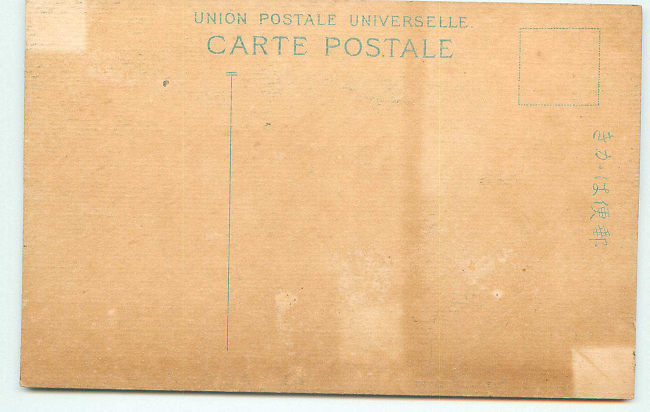 UNION POSTALE UNIVERSELLE.
CARTE POSTALE
きかは便郵